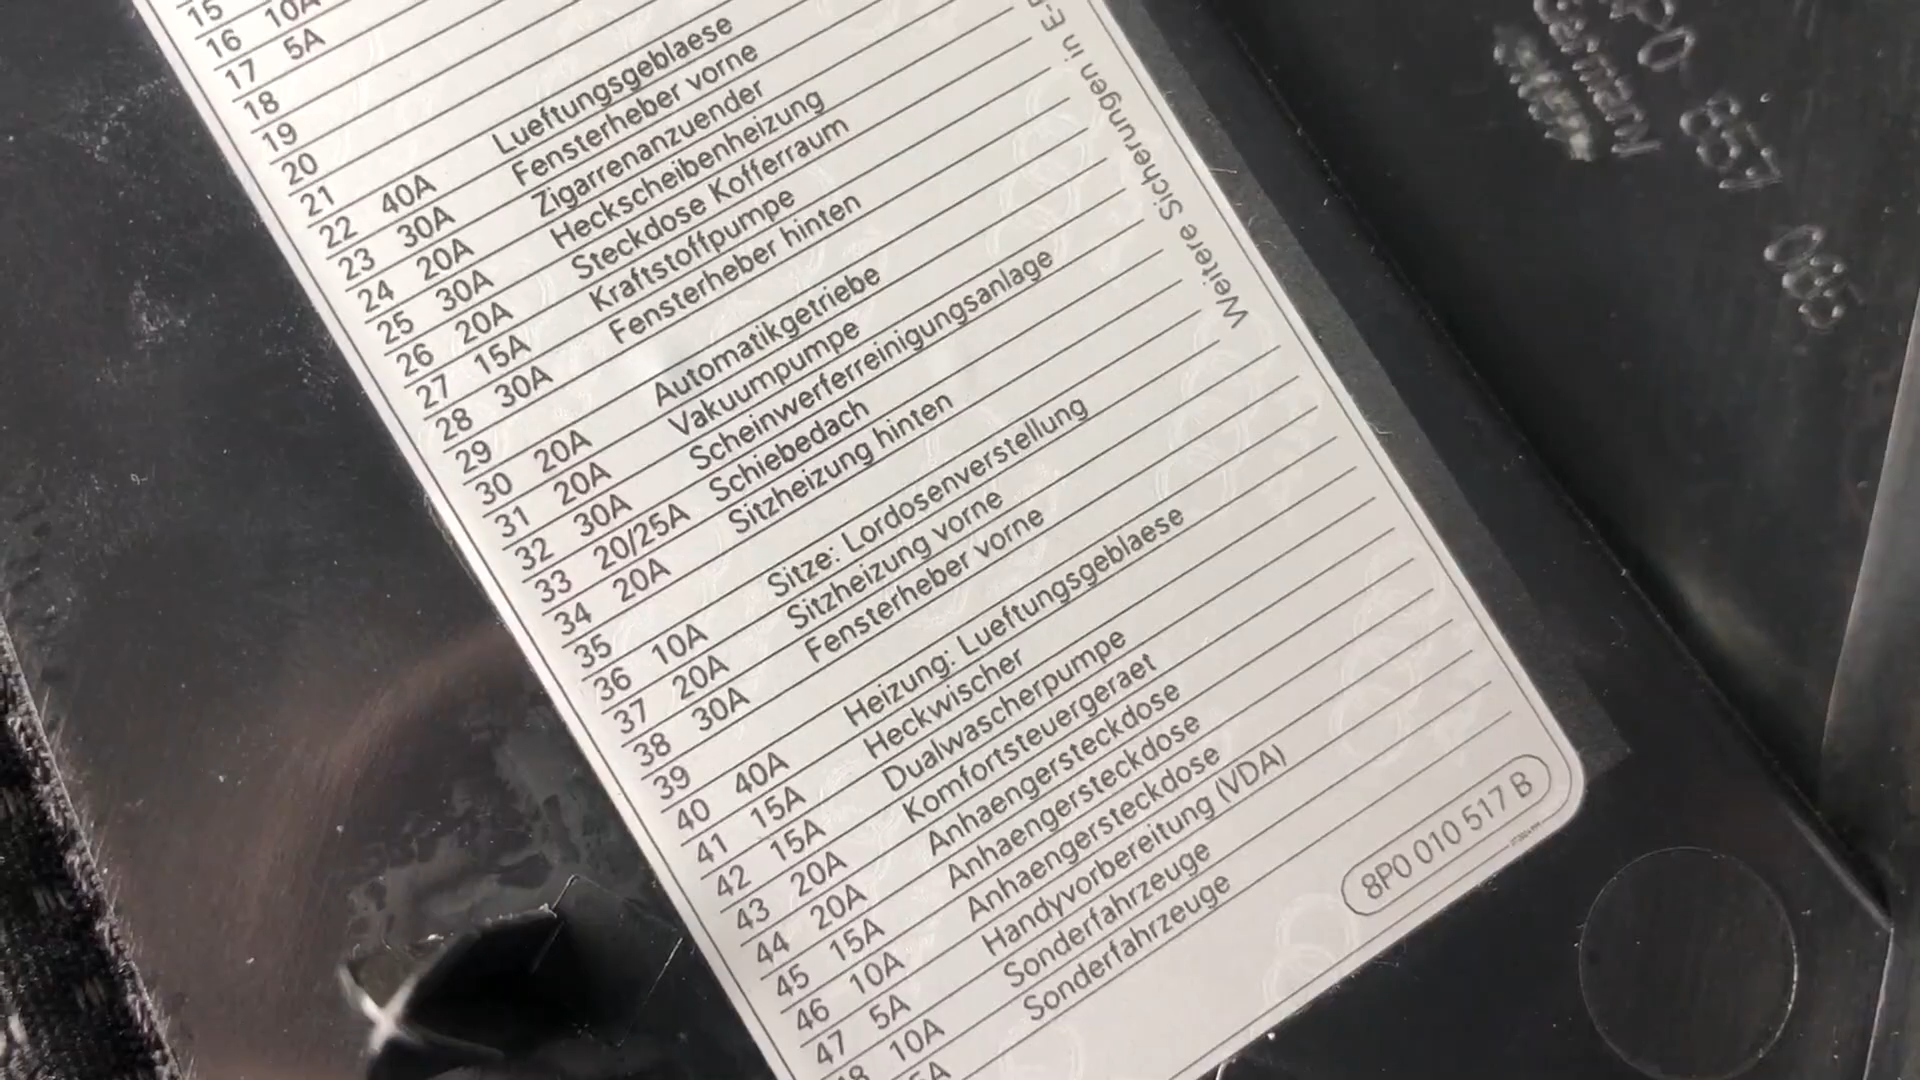 15
16 10A
17 5A
18
19
20
21
22 40A Lueftungsgeblaese
23 30A Fensterheber vorne
24 20A Zigarrenanzuender
25 30A Heckscheibenheizung
26 20A Steckdose Kofferraum
27 15A Kraftstoffpumpe
28 30A Fensterheber hinten
29
30 20A Automatikgetriebe
31 20A Vakuumpumpe
32 30A Scheinwerferreinigungsanlage
33 20/25A Schiebedach
34 20A Sitzheizung hinten
35
36 10A Sitze: Lordosenverstellung
37 20A Sitzheizung vorne
38 30A Fensterheber vorne
39
40 40A Heizung: Lueftungsgeblaese
41 15A Heckwischer
42 15A Dualwascherpumpe
43 20A Komfortsteuergeraet
44 20A Anhaengersteckdose
45 15A Anhaengersteckdose
46 10A Anhaengersteckdose
47 5A Handyvorbereitung (VDA)
48 10A Sonderfahrzeuge
5A Sonderfahrzeuge
Weitere Sicherungen in
8P0 010 517 B
8P0 857